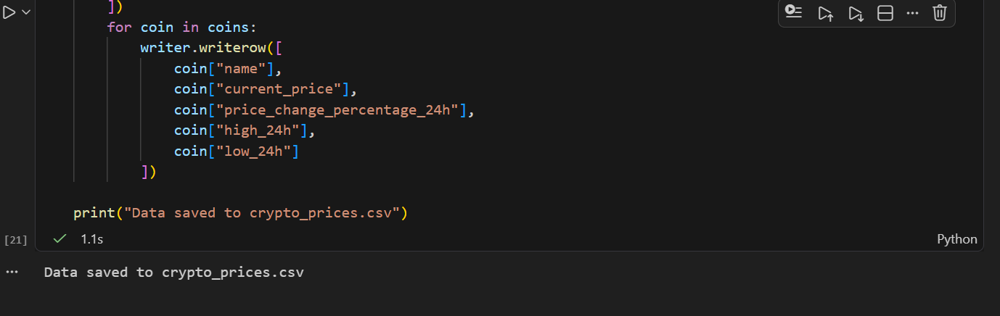 ])
for coin in coins:
writer.writerow([
coin["name"],
coin["current_price"],
coin["price_change_percentage_24h"],
coin["high_24h"],
coin["low_24h"]
])
print("Data saved to crypto_prices.csv")
[21]
1.1s
Python
Data saved to crypto_prices.csv